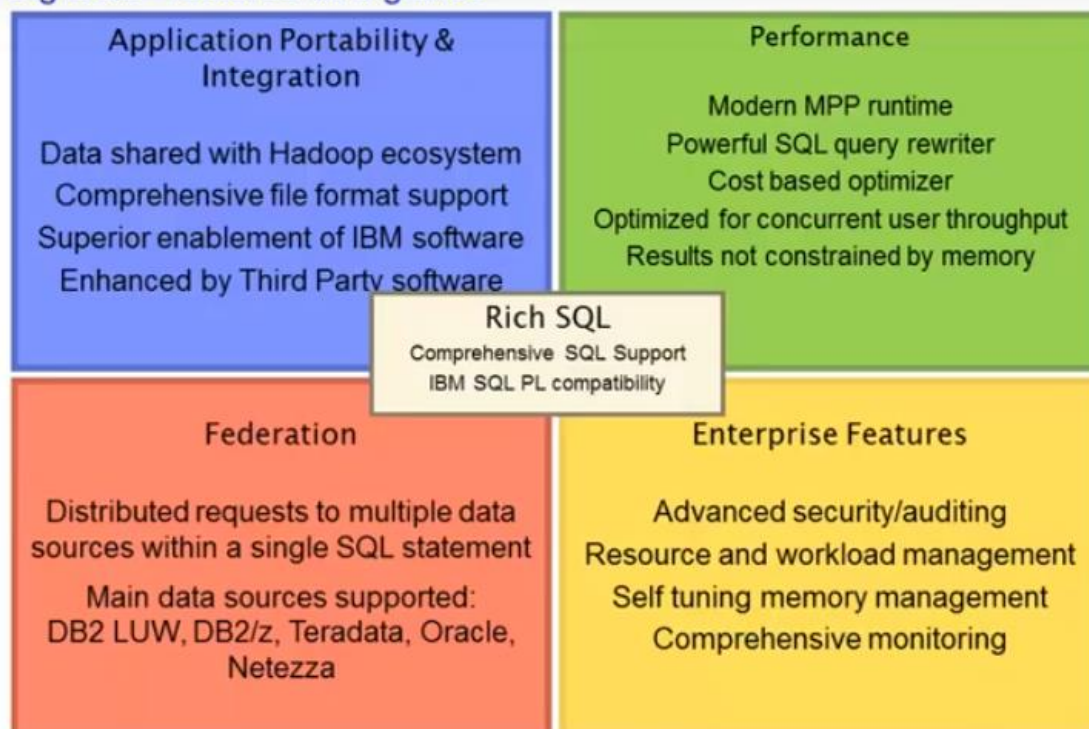 Application Portability &
Integration
Data shared with Hadoop ecosystem
Comprehensive file format support
Superior enablement of IBM software
Enhanced by Third Party software
Performance
Modern MPP runtime
Powerful SQL query rewriter
Cost based optimizer
Optimized for concurrent user throughput
Results not constrained by memory
Rich SQL
Comprehensive SQL Support
IBM SQL PL compatibility
Federation
Distributed requests to multiple data
sources within a single SQL statement
Main data sources supported:
DB2 LUW, DB2/z, Teradata, Oracle,
Netezza
Enterprise Features
Advanced security/auditing
Resource and workload management
Self tuning memory management
Comprehensive monitoring